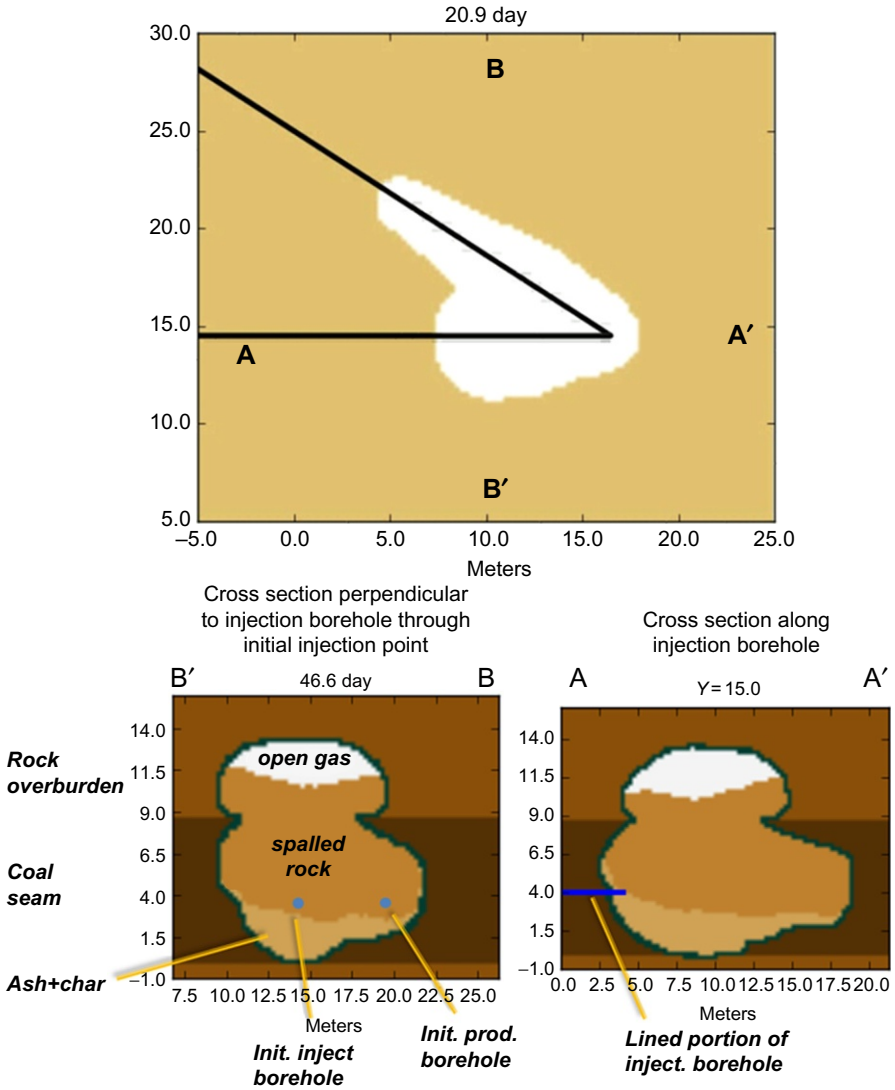 20.9 day
30.0
B
25.0
20.0
15.0
A
A′
10.0
B′
5.0
–5.0 0.0 5.0 10.0 15.0 20.0 25.0
Meters
Cross section perpendicular
to injection borehole through
initial injection point
B′ 46.6 day B
14.0
Rock
overburden
open gas
11.5
9.0
spalled
rock
6.5
Coal
seam
4.0
1.5
Ash+char
–1.0
7.5 10.0 12.5 15.0 17.5 20.0 22.5 25.0
Meters
Init. inject
borehole
Init. prod.
borehole
Cross section along
injection borehole
A Y = 15.0 A′
14.0
11.5
9.0
6.5
4.0
1.5
–1.0
0.0 2.5 5.0 7.5 10.0 12.5 15.0 17.5 20.0
Meters
Lined portion of
inject. borehole